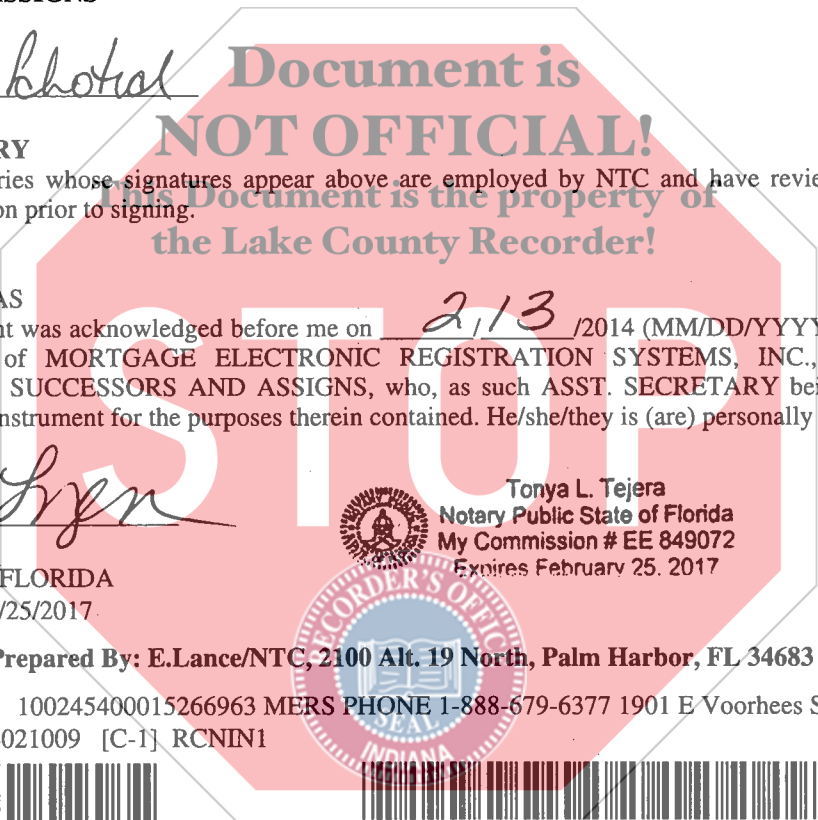 Document is
NOT OFFICIAL!
This Document is the property of
the Lake County Recorder!
STOP
RY
ries whose signatures appear above are employed by NTC and have revie
on prior to signing.
AS
nt was acknowledged before me on 2/13/2014 (MM/DD/YYYY
of MORTGAGE ELECTRONIC REGISTRATION SYSTEMS, INC.,
SUCCESSORS AND ASSIGNS, who, as such ASST. SECRETARY bei
nstrument for the purposes therein contained. He/she/they is (are) personally
Tonya L. Tejera
Notary Public State of Florida
My Commission # EE 849072
Expires February 25, 2017
FLORIDA
/25/2017
RECORDER'S OFFICE
SEAL
INDIANA
Prepared By: E.Lance/NTC, 2100 Alt. 19 North, Palm Harbor, FL 34683
100245400015266963 MERS PHONE 1-888-679-6377 1901 E Voorhees S
021009 [C-1] RCNIN1